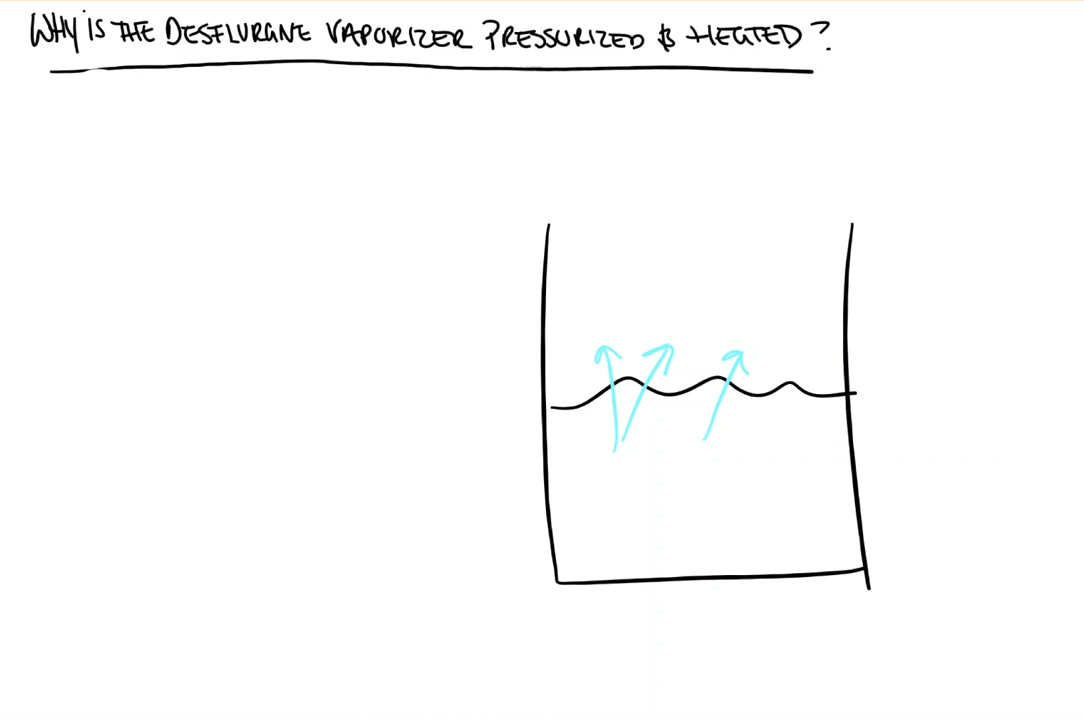 WHY IS THE DESFLURANE VAPORIZER PRESSURIZED & HEATED?